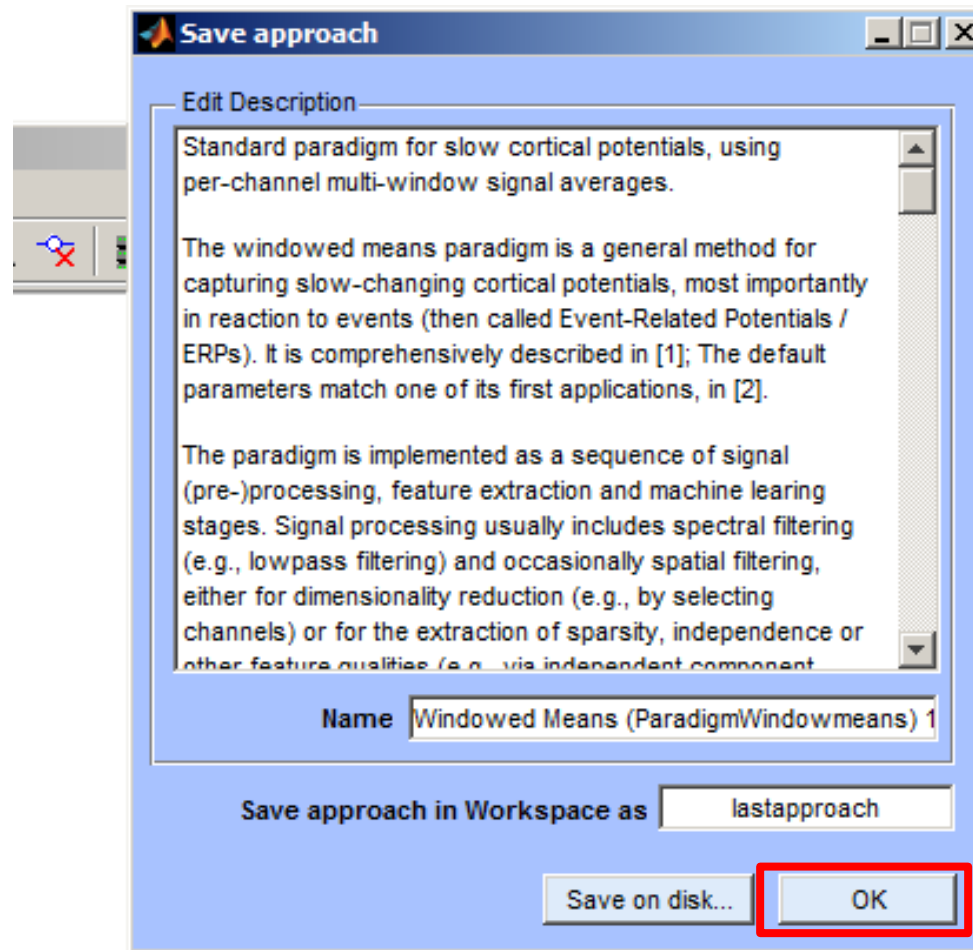 Save approach
Edit Description
Standard paradigm for slow cortical potentials, using
per-channel multi-window signal averages.
The windowed means paradigm is a general method for
capturing slow-changing cortical potentials, most importantly
in reaction to events (then called Event-Related Potentials /
ERPs). It is comprehensively described in [1]; The default
parameters match one of its first applications, in [2].
The paradigm is implemented as a sequence of signal
(pre-)processing, feature extraction and machine learing
stages. Signal processing usually includes spectral filtering
(e.g., lowpass filtering) and occasionally spatial filtering,
either for dimensionality reduction (e.g., by selecting
channels) or for the extraction of sparsity, independence or
other feature qualities (e.g., via independent component
Name Windowed Means (ParadigmWindowmeans) 1
Save approach in Workspace as lastapproach
Save on disk... OK